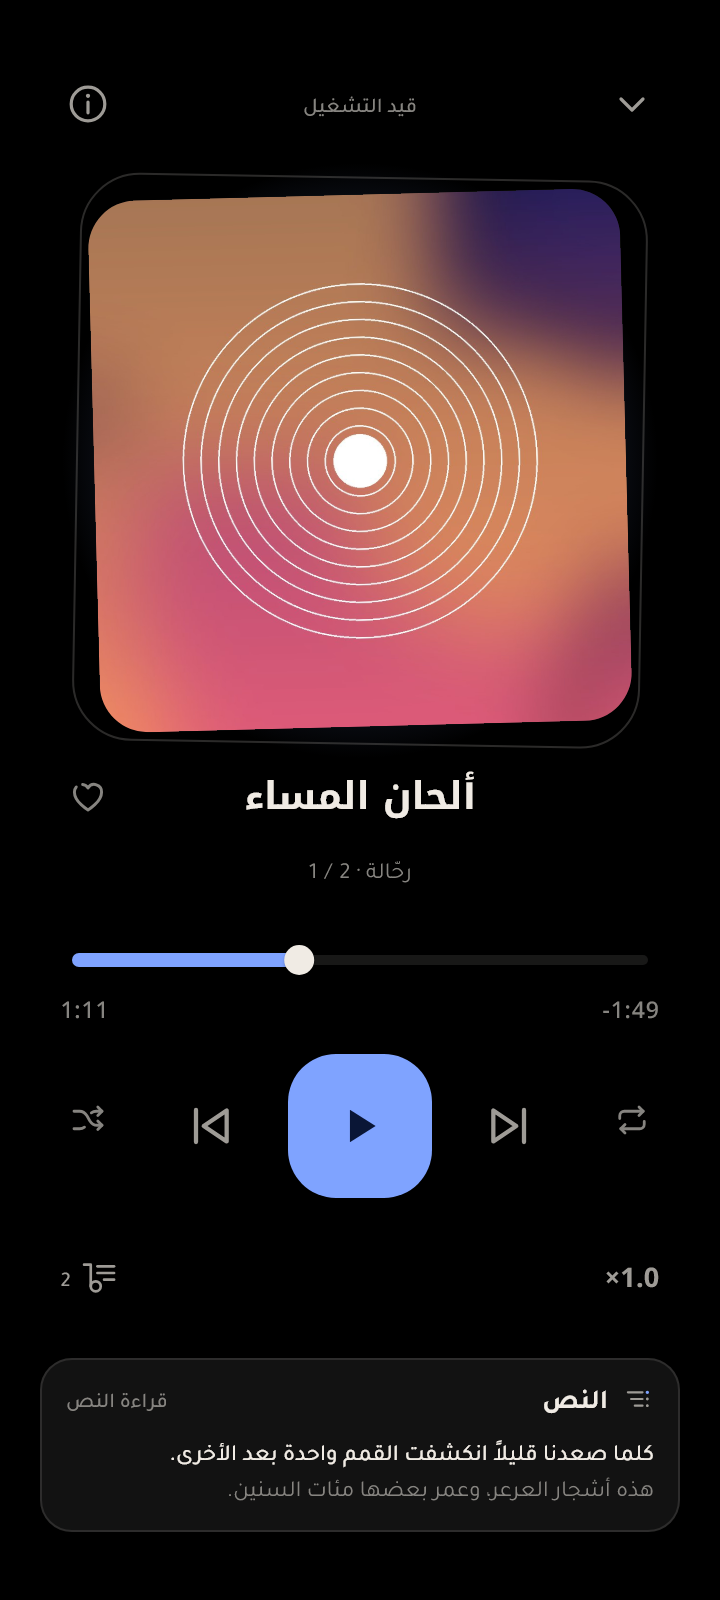 قيد التشغيل
ألحان المساء
رحّالة · 2 / 1
1:11
-1:49
2
×1.0
النص
قراءة النص
كلما صعدنا قليلاً انكشفت القمم واحدة بعد الأخرى.
هذه أشجار العرعر، وعمر بعضها مئات السنين.